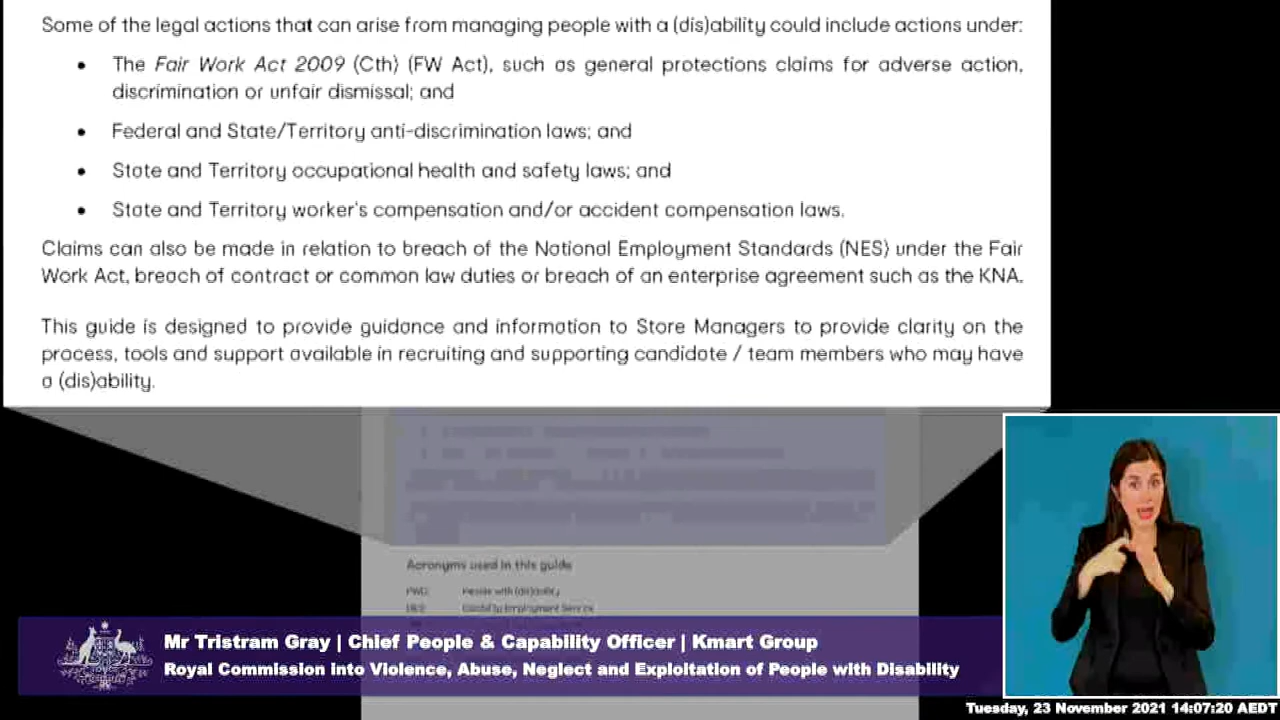 Some of the legal actions that can arise from managing people with a (dis)ability could include actions under:
• The Fair Work Act 2009 (Cth) (FW Act), such as general protections claims for adverse action,
discrimination or unfair dismissal; and
• Federal and State/Territory anti-discrimination laws; and
• State and Territory occupational health and safety laws; and
• State and Territory worker's compensation and/or accident compensation laws.
Claims can also be made in relation to breach of the National Employment Standards (NES) under the Fair
Work Act, breach of contract or common law duties or breach of an enterprise agreement such as the KNA.
This guide is designed to provide guidance and information to Store Managers to provide clarity on the
process, tools and support available in recruiting and supporting candidate / team members who may have
a (dis)ability.
Acronyms used in this guide
PWD: People with (dis)ability
DES: Disability Employment Service
Mr Tristram Gray | Chief People & Capability Officer | Kmart Group
Royal Commission into Violence, Abuse, Neglect and Exploitation of People with Disability
Tuesday, 23 November 2021 14:07:20 AEDT